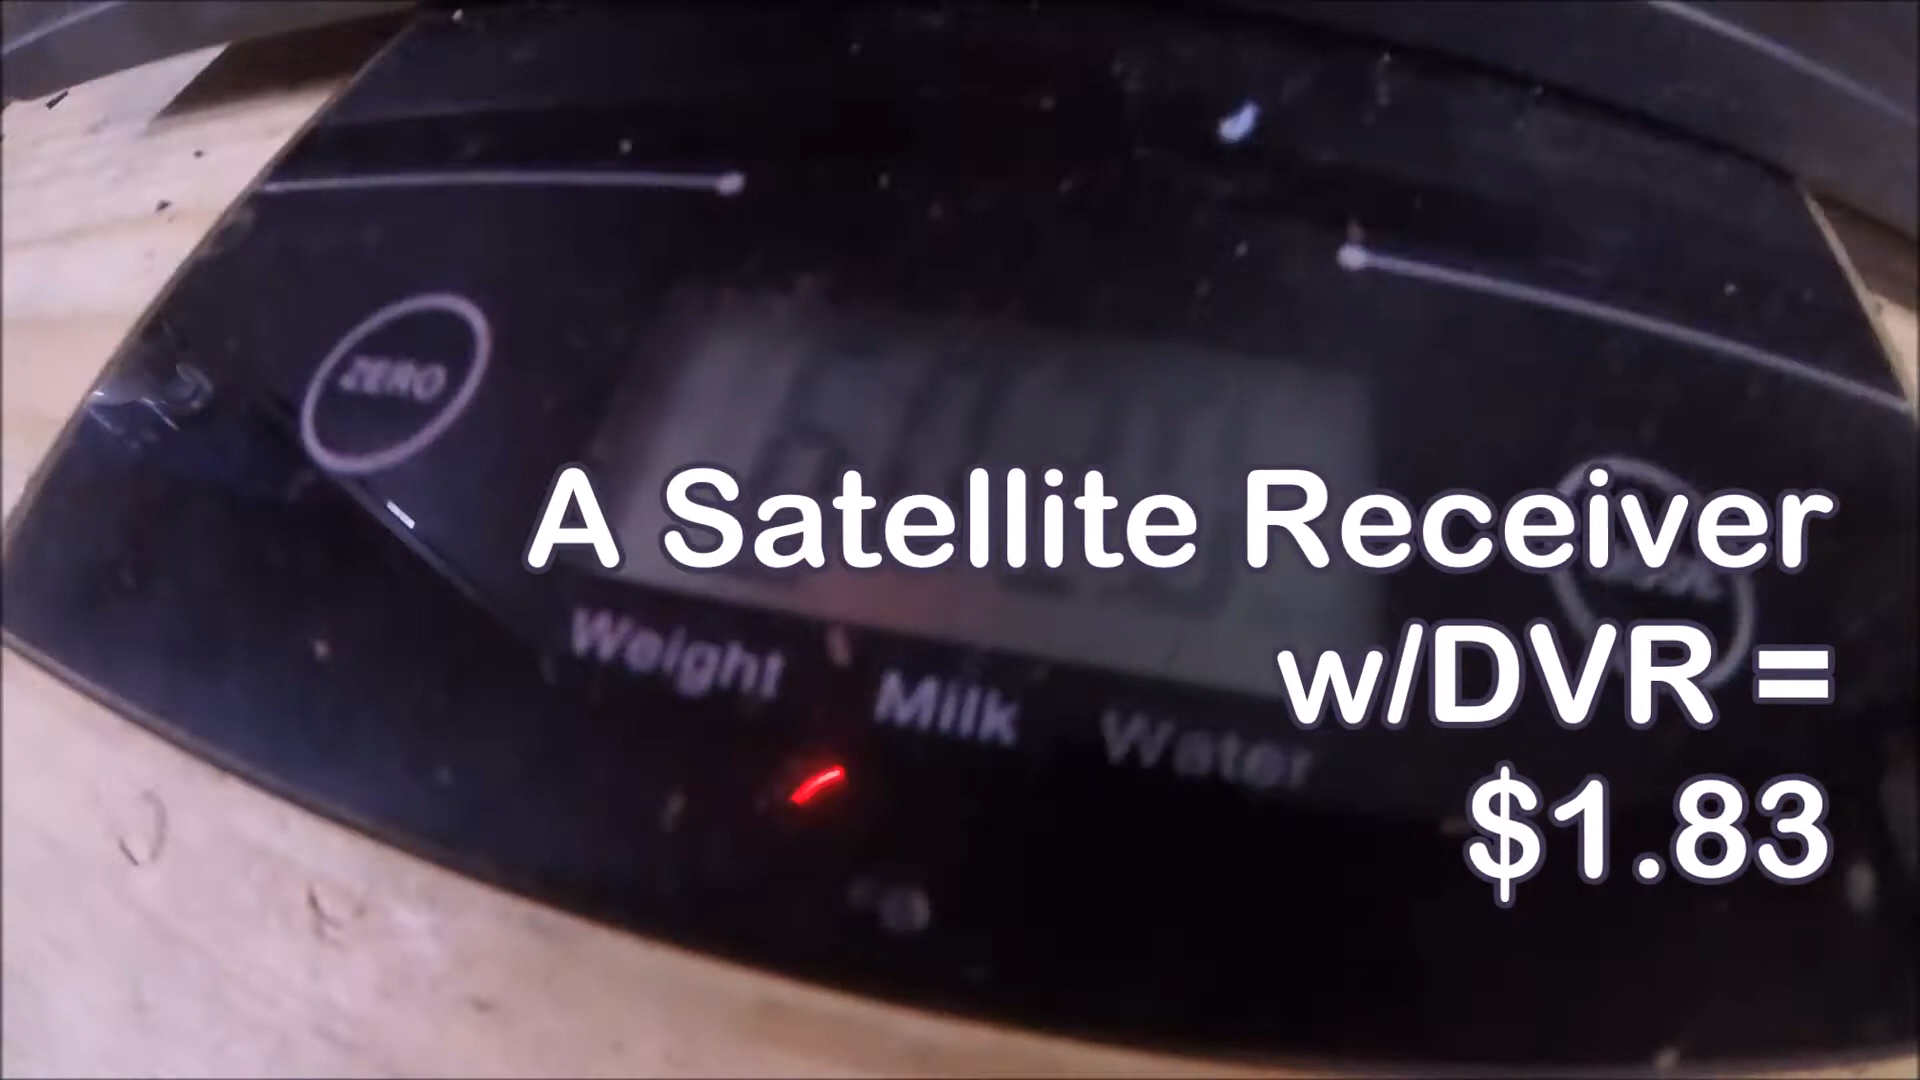 ZERO
A Satellite Receiver
w/DVR =
$1.83
Weight
Milk
Water